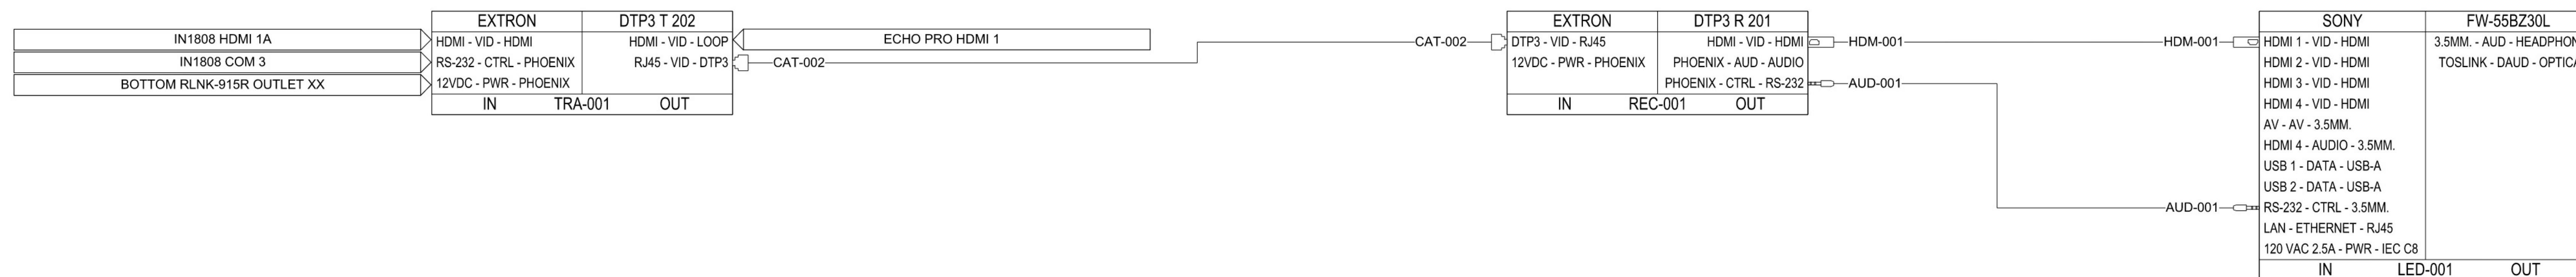 IN1808 HDMI 1A
IN1808 COM 3
BOTTOM RLNK-915R OUTLET XX
EXTRON DTP3 T 202
HDMI - VID - HDMI HDMI - VID - LOOP
RS-232 - CTRL - PHOENIX RJ45 - VID - DTP3
12VDC - PWR - PHOENIX
IN TRA-001 OUT
ECHO PRO HDMI 1
CAT-002
CAT-002
EXTRON DTP3 R 201
DTP3 - VID - RJ45 HDMI - VID - HDMI
12VDC - PWR - PHOENIX PHOENIX - AUD - AUDIO
PHOENIX - CTRL - RS-232
IN REC-001 OUT
HDM-001
AUD-001
HDM-001
AUD-001
SONY FW-55BZ30L
HDMI 1 - VID - HDMI 3.5MM. - AUD -
HDMI 2 - VID - HDMI TOSLINK - DAUD -
HDMI 3 - VID - HDMI
HDMI 4 - VID - HDMI
AV - AV - 3.5MM.
HDMI 4 - AUDIO - 3.5MM.
USB 1 - DATA - USB-A
USB 2 - DATA - USB-A
RS-232 - CTRL - 3.5MM.
LAN - ETHERNET - RJ45
120 VAC 2.5A - PWR - IEC C8
IN LED-001 OUT